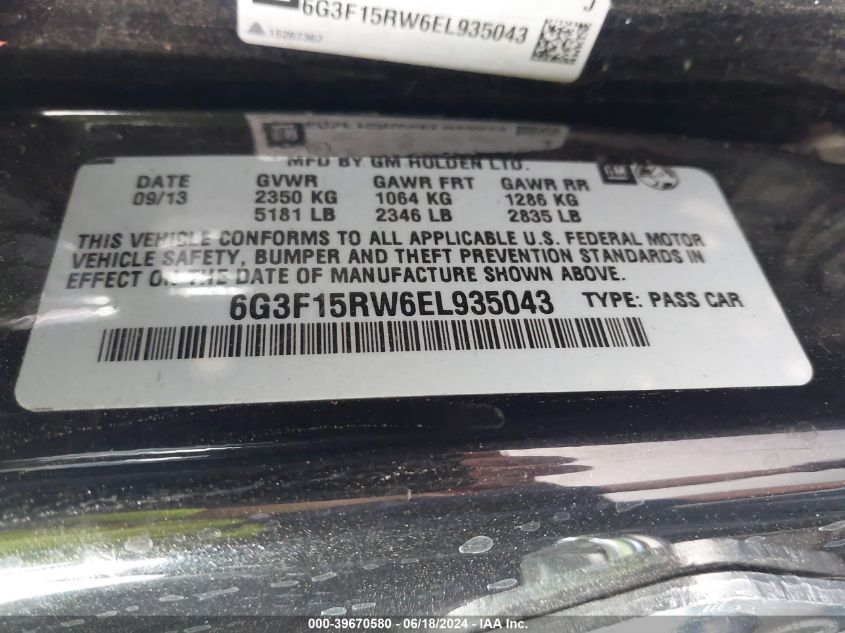 6G3F15RW6EL935043
15267367
MFD BY GM HOLDEN LTD.
GM
DATE GVWR GAWR FRT GAWR RR
09/13 2350 KG 1064 KG 1286 KG
5181 LB 2346 LB 2835 LB
THIS VEHICLE CONFORMS TO ALL APPLICABLE U.S. FEDERAL MOTOR
VEHICLE SAFETY, BUMPER AND THEFT PREVENTION STANDARDS IN
EFFECT ON THE DATE OF MANUFACTURE SHOWN ABOVE.
6G3F15RW6EL935043 TYPE: PASS CAR
000-39670580 - 06/18/2024 - IAA Inc.